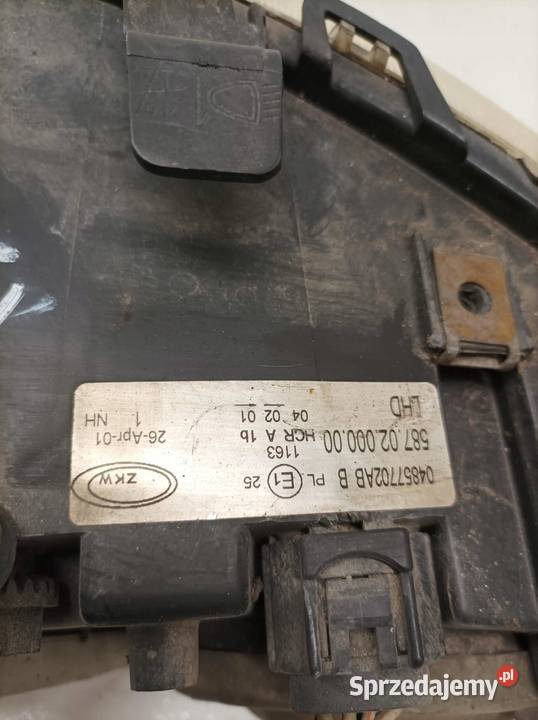 04857702AB B PL E1 25
587.02.000.00 HCR A 1b 1163
LHD 04 02 01
26-Apr-01
1. NH
ZKW
Sprzedajemy.pl